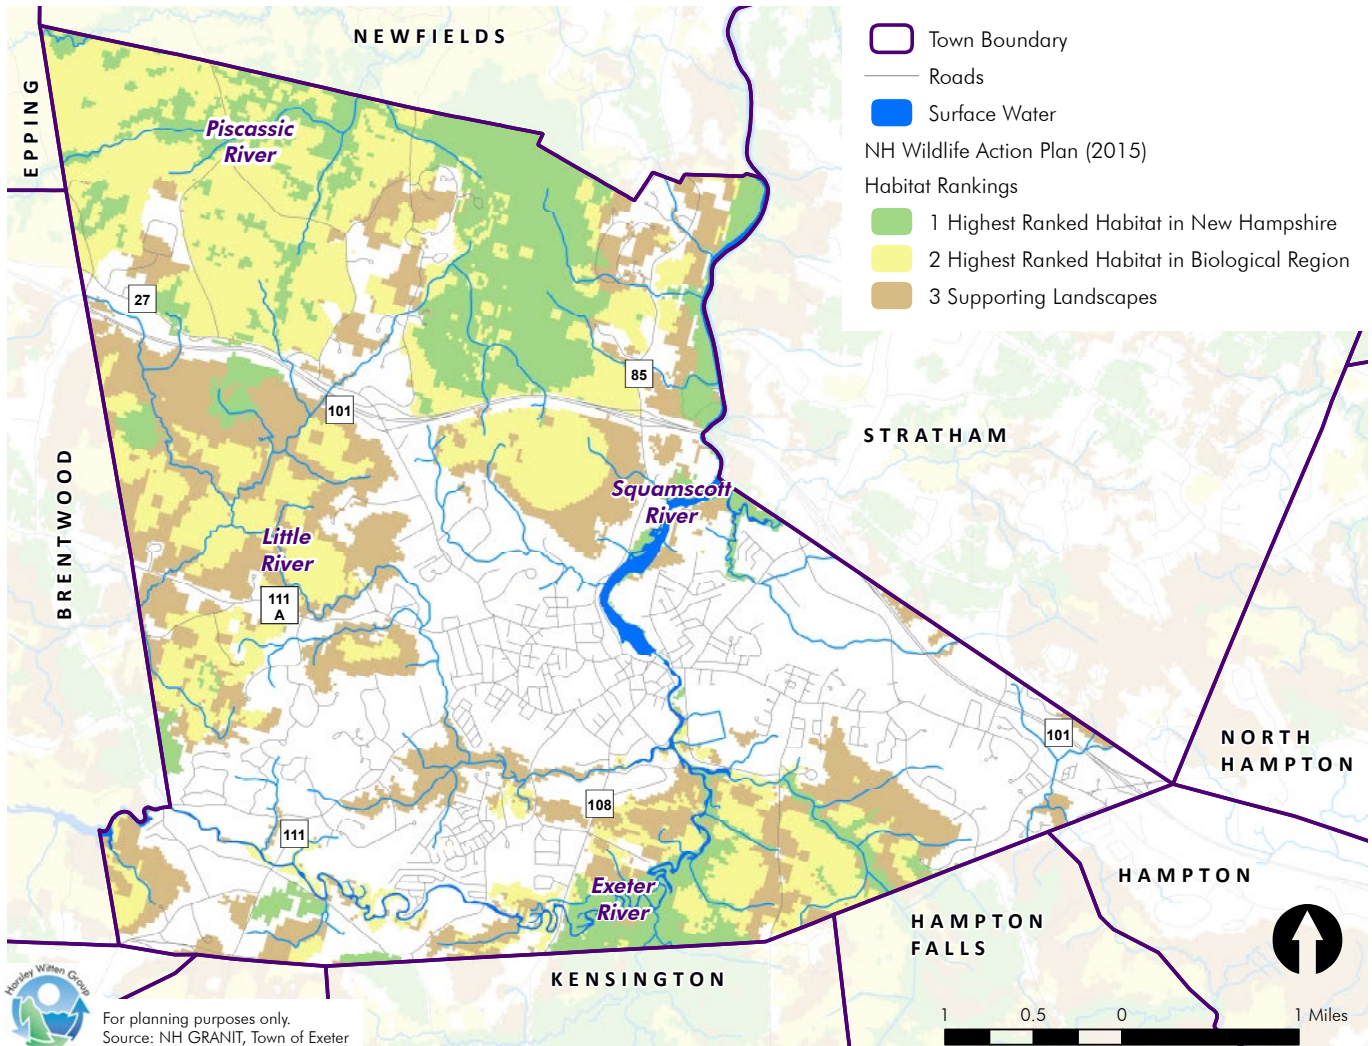 NEWFIELDS
EPPING
Piscassic
River
27
101
85
BRENTWOOD
STRATHAM
Squamscott
River
Little
River
111
A
101
NORTH
HAMPTON
108
111
Exeter
River
HAMPTON
HAMPTON
FALLS
KENSINGTON
Town Boundary
Roads
Surface Water
NH Wildlife Action Plan (2015)
Habitat Rankings
1 Highest Ranked Habitat in New Hampshire
2 Highest Ranked Habitat in Biological Region
3 Supporting Landscapes
Horsley Witten Group
For planning purposes only.
Source: NH GRANIT, Town of Exeter
1 0.5 0 1 Miles